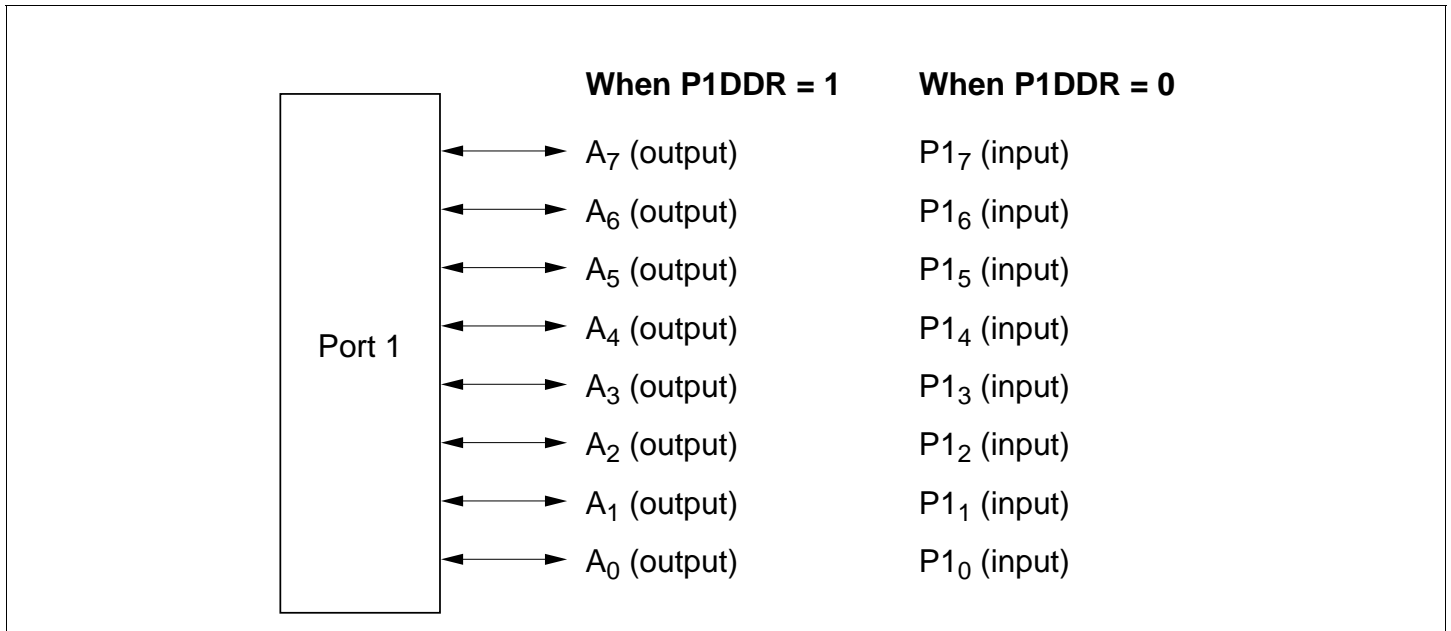 When P1DDR = 1 When P1DDR = 0
A7 (output) P17 (input)
A6 (output) P16 (input)
A5 (output) P15 (input)
Port 1 A4 (output) P14 (input)
A3 (output) P13 (input)
A2 (output) P12 (input)
A1 (output) P11 (input)
A0 (output) P10 (input)